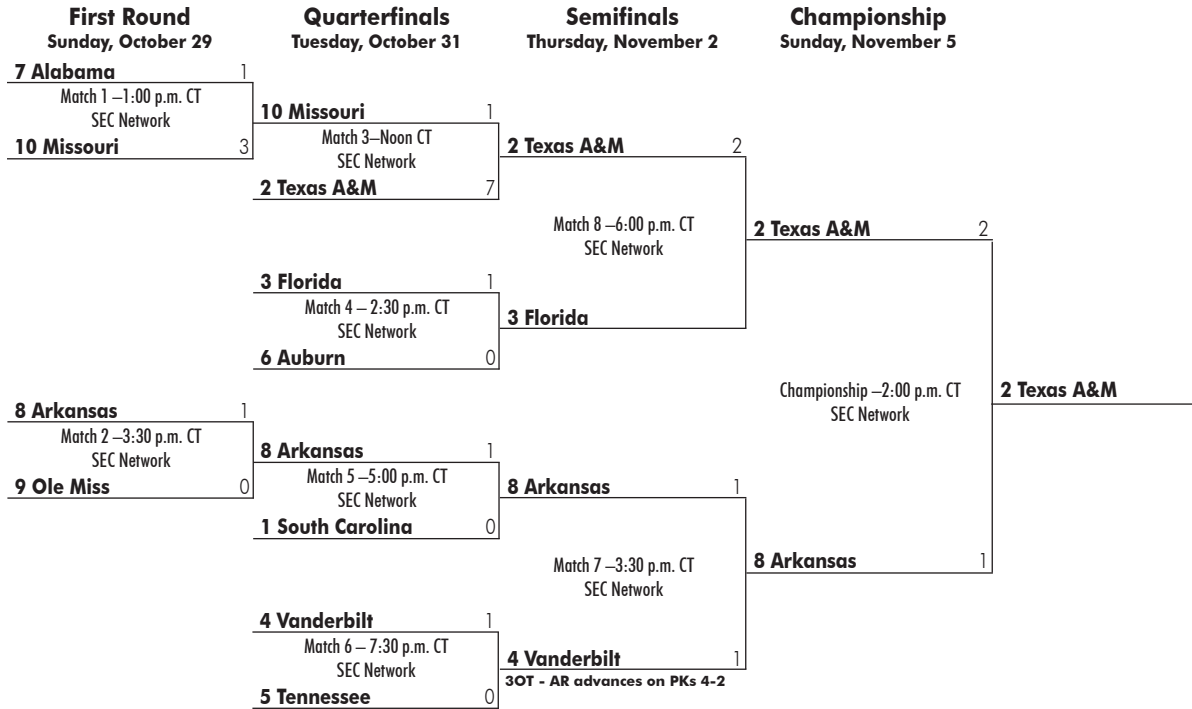 First Round
Sunday, October 29
Quarterfinals
Tuesday, October 31
Semifinals
Thursday, November 2
Championship
Sunday, November 5
7 Alabama 1
Match 1 –1:00 p.m. CT
SEC Network
10 Missouri 3
8 Arkansas 1
Match 2 –3:30 p.m. CT
SEC Network
9 Ole Miss 0
10 Missouri 1
Match 3–Noon CT
SEC Network
2 Texas A&M 7
3 Florida 1
Match 4 – 2:30 p.m. CT
SEC Network
6 Auburn 0
8 Arkansas 1
Match 5 –5:00 p.m. CT
SEC Network
1 South Carolina 0
4 Vanderbilt 1
Match 6 – 7:30 p.m. CT
SEC Network
5 Tennessee 0
2 Texas A&M 2
Match 8 –6:00 p.m. CT
SEC Network
3 Florida
8 Arkansas 1
Match 7 –3:30 p.m. CT
SEC Network
4 Vanderbilt 1
3OT - AR advances on PKs 4-2
2 Texas A&M 2
Championship –2:00 p.m. CT
SEC Network
8 Arkansas 1
2 Texas A&M